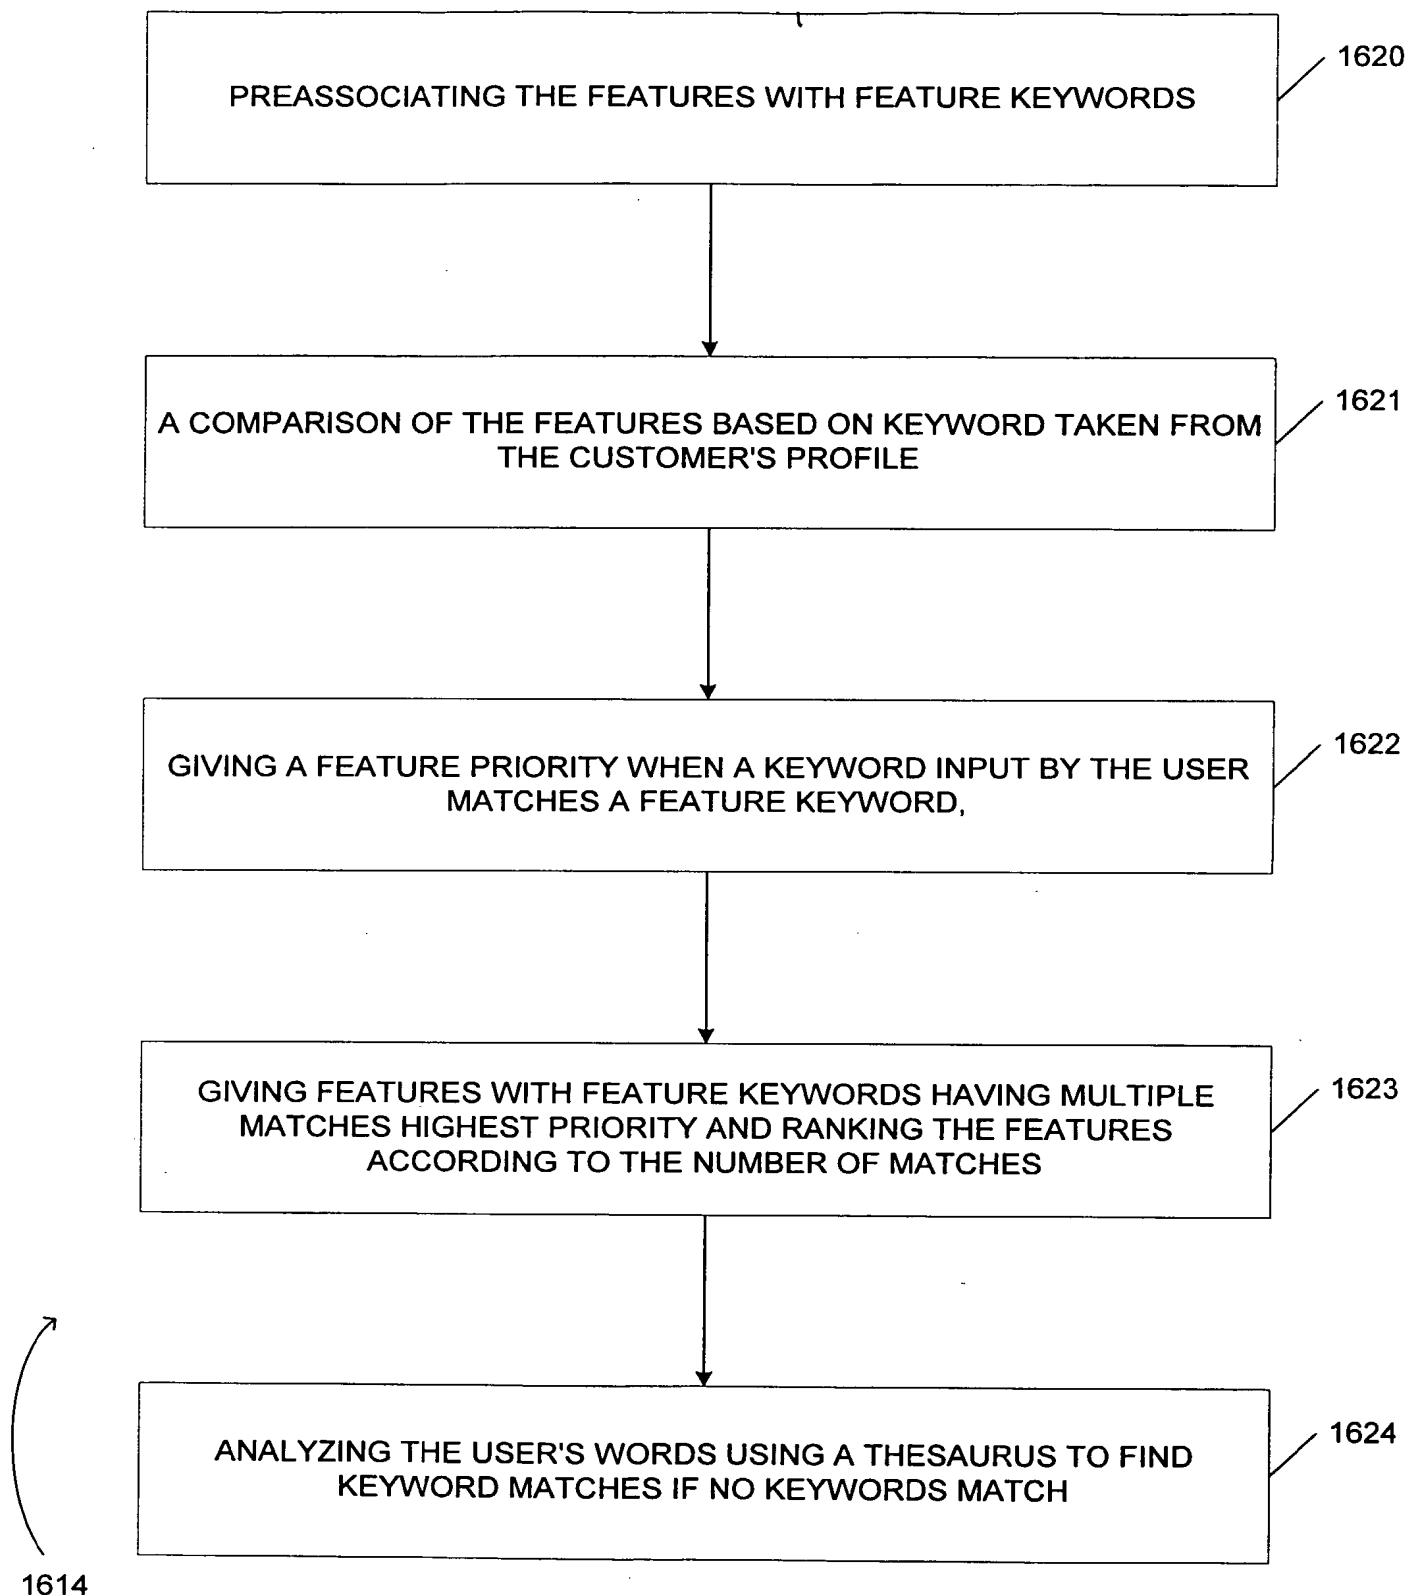 PREASSOCIATING THE FEATURES WITH FEATURE KEYWORDS
1620
A COMPARISON OF THE FEATURES BASED ON KEYWORD TAKEN FROM
THE CUSTOMER'S PROFILE
1621
GIVING A FEATURE PRIORITY WHEN A KEYWORD INPUT BY THE USER
MATCHES A FEATURE KEYWORD,
1622
GIVING FEATURES WITH FEATURE KEYWORDS HAVING MULTIPLE
MATCHES HIGHEST PRIORITY AND RANKING THE FEATURES
ACCORDING TO THE NUMBER OF MATCHES
1623
ANALYZING THE USER'S WORDS USING A THESAURUS TO FIND
KEYWORD MATCHES IF NO KEYWORDS MATCH
1624
1614